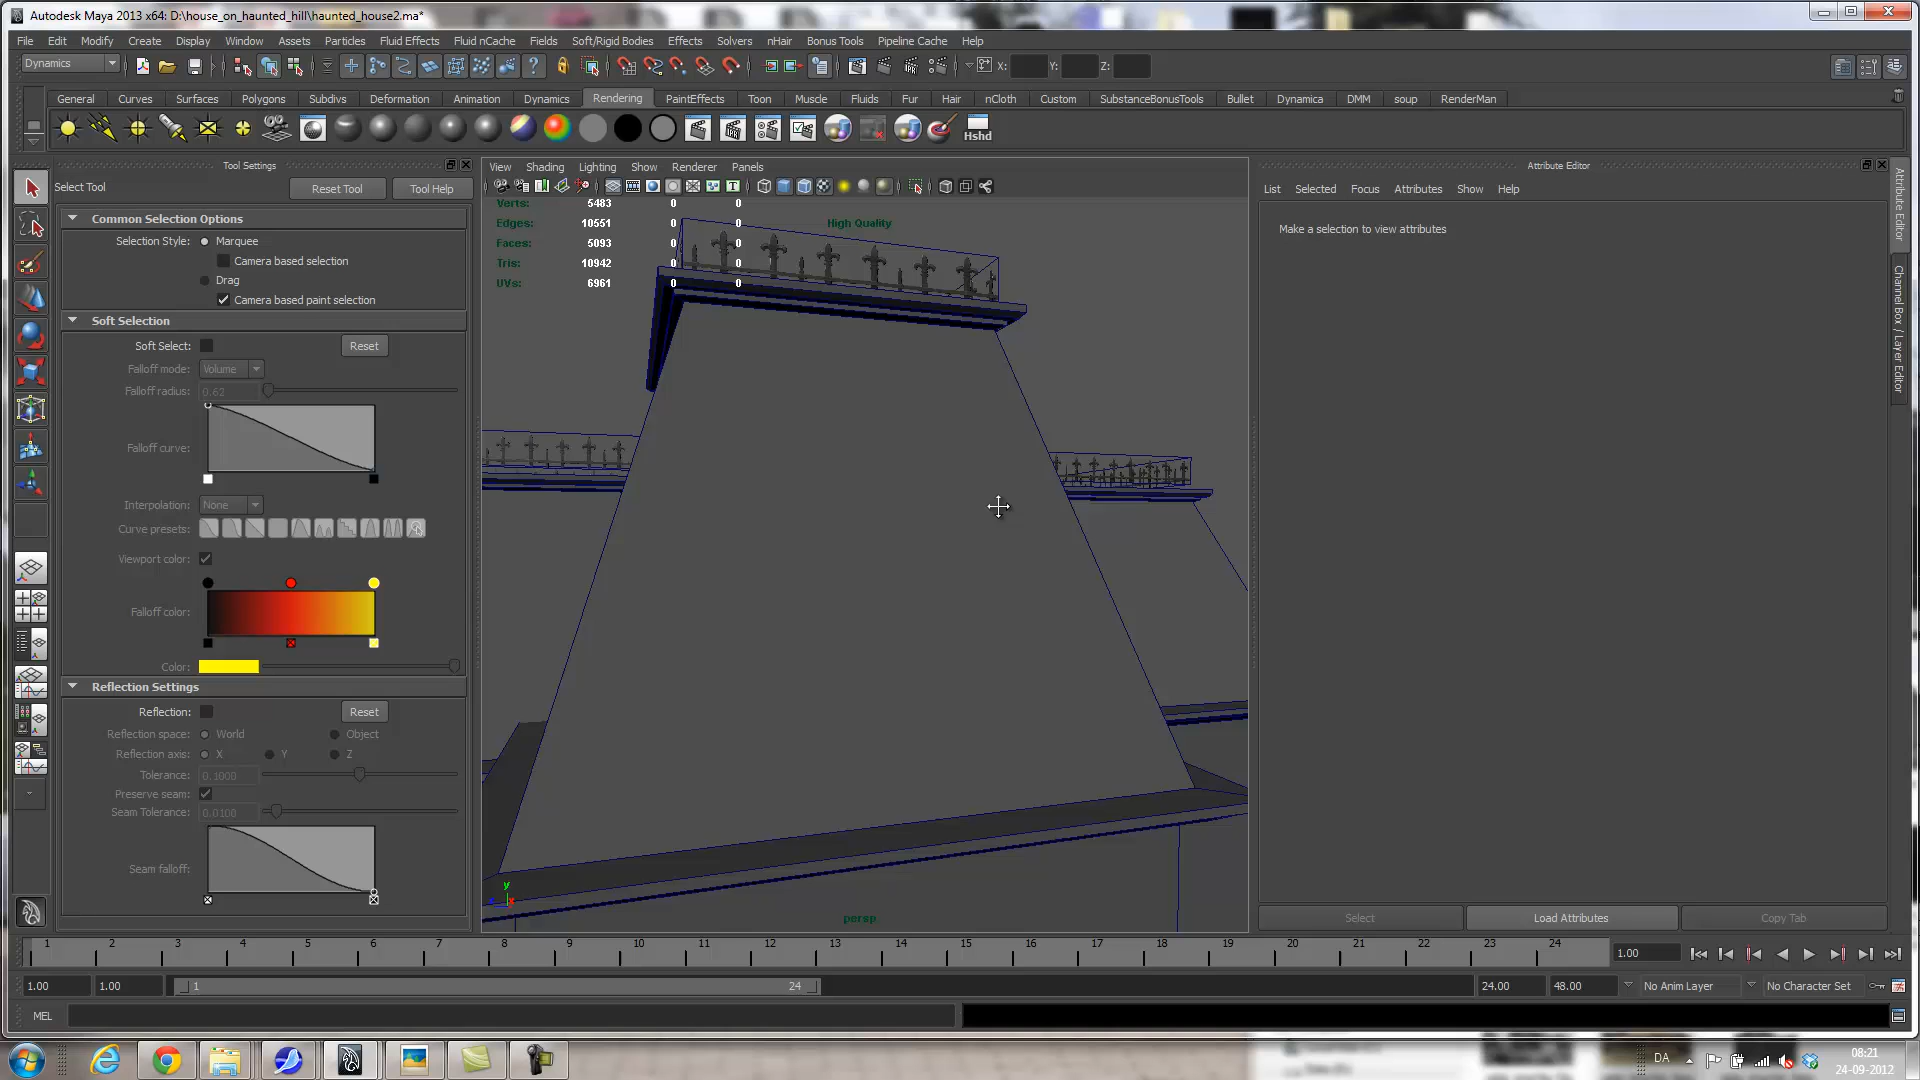 Autodesk Maya 2013 x64: D:\house_on_haunted_hill\haunted_house2.ma*
File Edit Modify Create Display Window Assets Particles Fluid Effects Fluid nCache Fields Soft/Rigid Bodies Effects Solvers nHair Bonus Tools Pipeline Cache Help
Dynamics X: Y: Z:
General Curves Surfaces Polygons Subdivs Deformation Animation Dynamics Rendering PaintEffects Toon Muscle Fluids Fur Hair nCloth Custom SubstanceBonusTools Bullet Dynamica DMM soup RenderMan
Hshd
Tool Settings
Select Tool Reset Tool Tool Help
Common Selection Options
Selection Style: Marquee
Camera based selection
Drag
Camera based paint selection
Soft Selection
Soft Select: Reset
Falloff mode: Volume
Falloff radius: 0.62
Falloff curve:
Interpolation: None
Curve presets:
Viewport color:
Falloff color:
Color:
Reflection Settings
Reflection: Reset
Reflection space: World Object
Reflection axis: X Y Z
Tolerance: 0.1000
Preserve seam:
Seam Tolerance: 0.0100
Seam falloff:
View Shading Lighting Show Renderer Panels
Verts: 5483 0 0
Edges: 10551 0 0
Faces: 5093 0 0
Tris: 10942 0 0
UVs: 6961 0 0
High Quality
y
x
persp
Attribute Editor
List Selected Focus Attributes Show Help
Make a selection to view attributes
Select Load Attributes Copy Tab
Attribute Editor
Channel Box / Layer Editor
1 2 3 4 5 6 7 8 9 10 11 12 13 14 15 16 17 18 19 20 21 22 23 24 1.00
1.00 1.00 1 24 24.00 48.00 No Anim Layer No Character Set
MEL
DA 08:21
24-09-2012